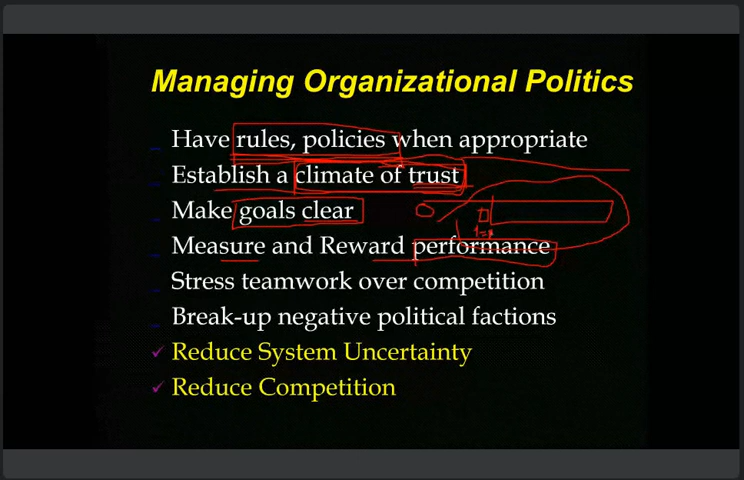 Managing Organizational Politics
Have rules, policies when appropriate
Establish a climate of trust
Make goals clear
Measure and Reward performance
Stress teamwork over competition
Break-up negative political factions
Reduce System Uncertainty
Reduce Competition